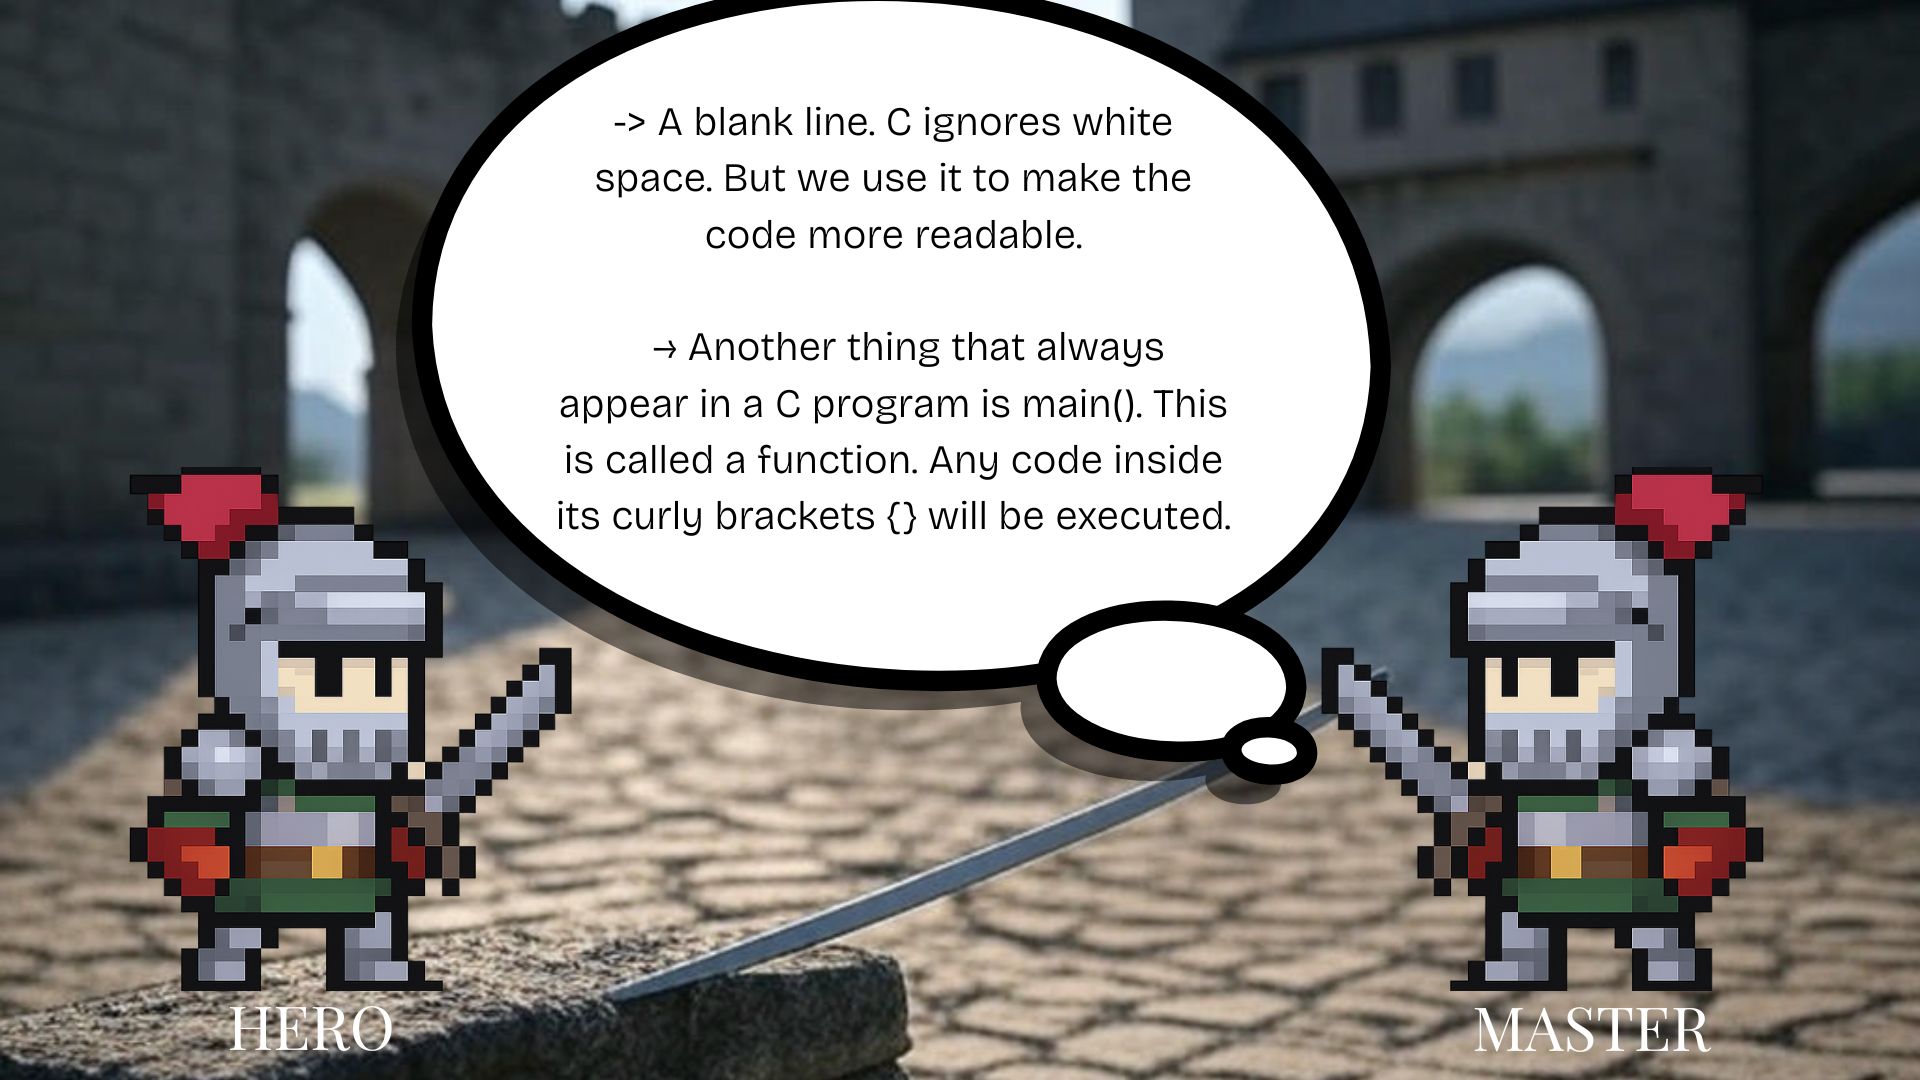 -> A blank line. C ignores white
space. But we use it to make the
code more readable.
→ Another thing that always
appear in a C program is main(). This
is called a function. Any code inside
its curly brackets {} will be executed.
HERO
MASTER